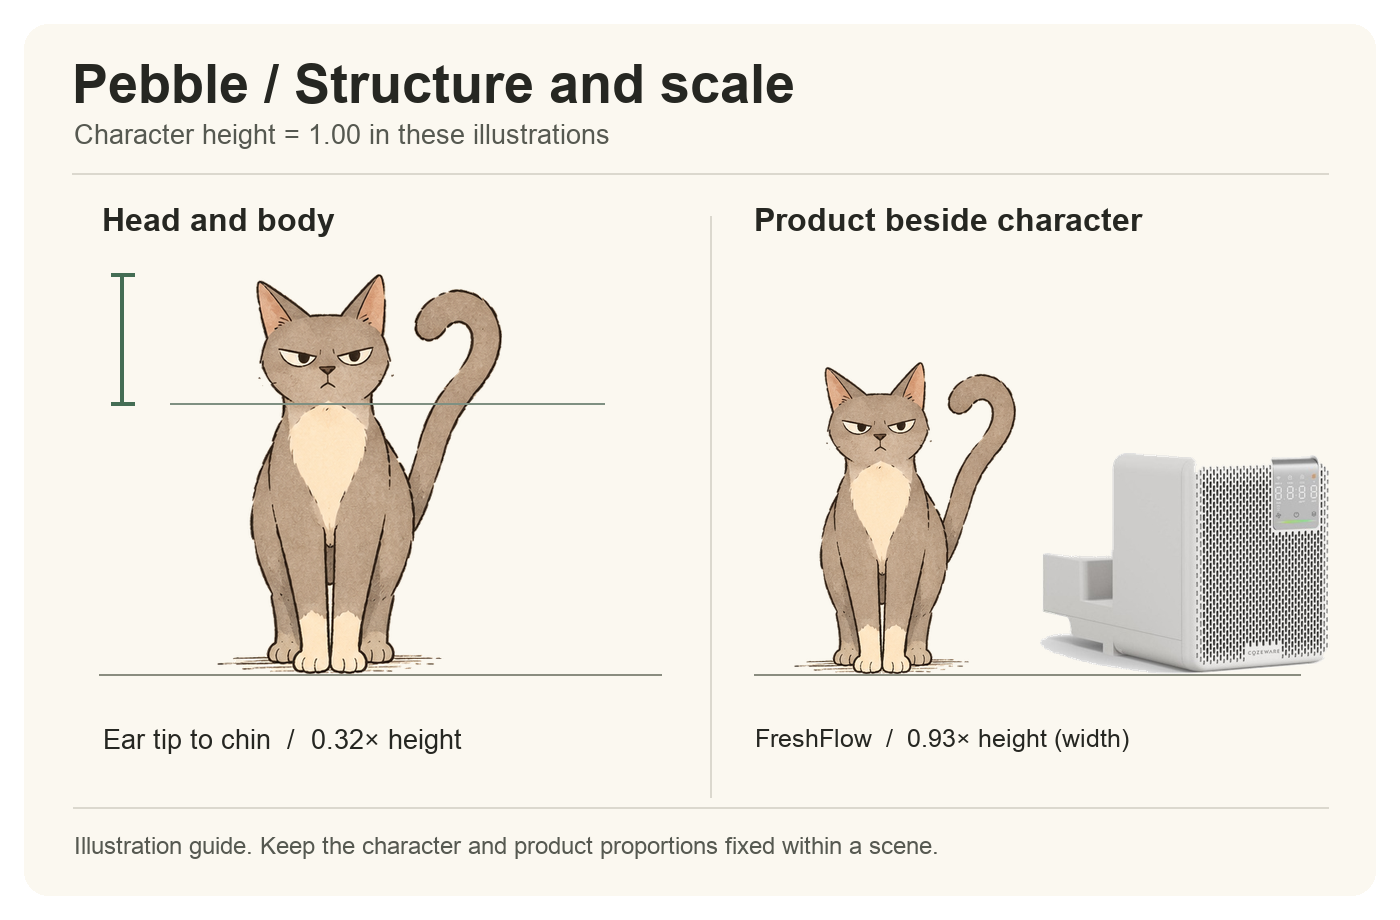 Pebble / Structure and scale
Character height = 1.00 in these illustrations
Head and body
Product beside character
COZEWARE
Ear tip to chin / 0.32× height
FreshFlow / 0.93× height (width)
Illustration guide. Keep the character and product proportions fixed within a scene.